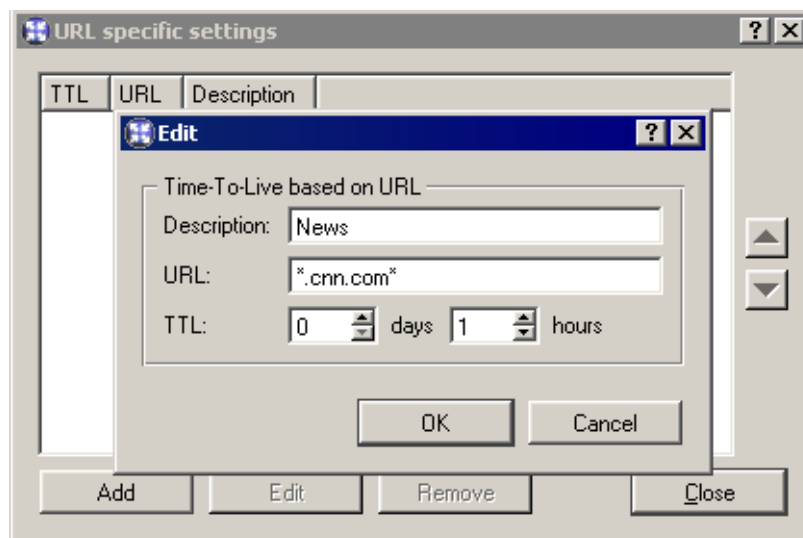 URL specific settings
TTL URL Description
Edit
Time-To-Live based on URL
Description: News
URL: *.cnn.com*
TTL: 0 days 1 hours
OK Cancel
Add Edit Remove Close